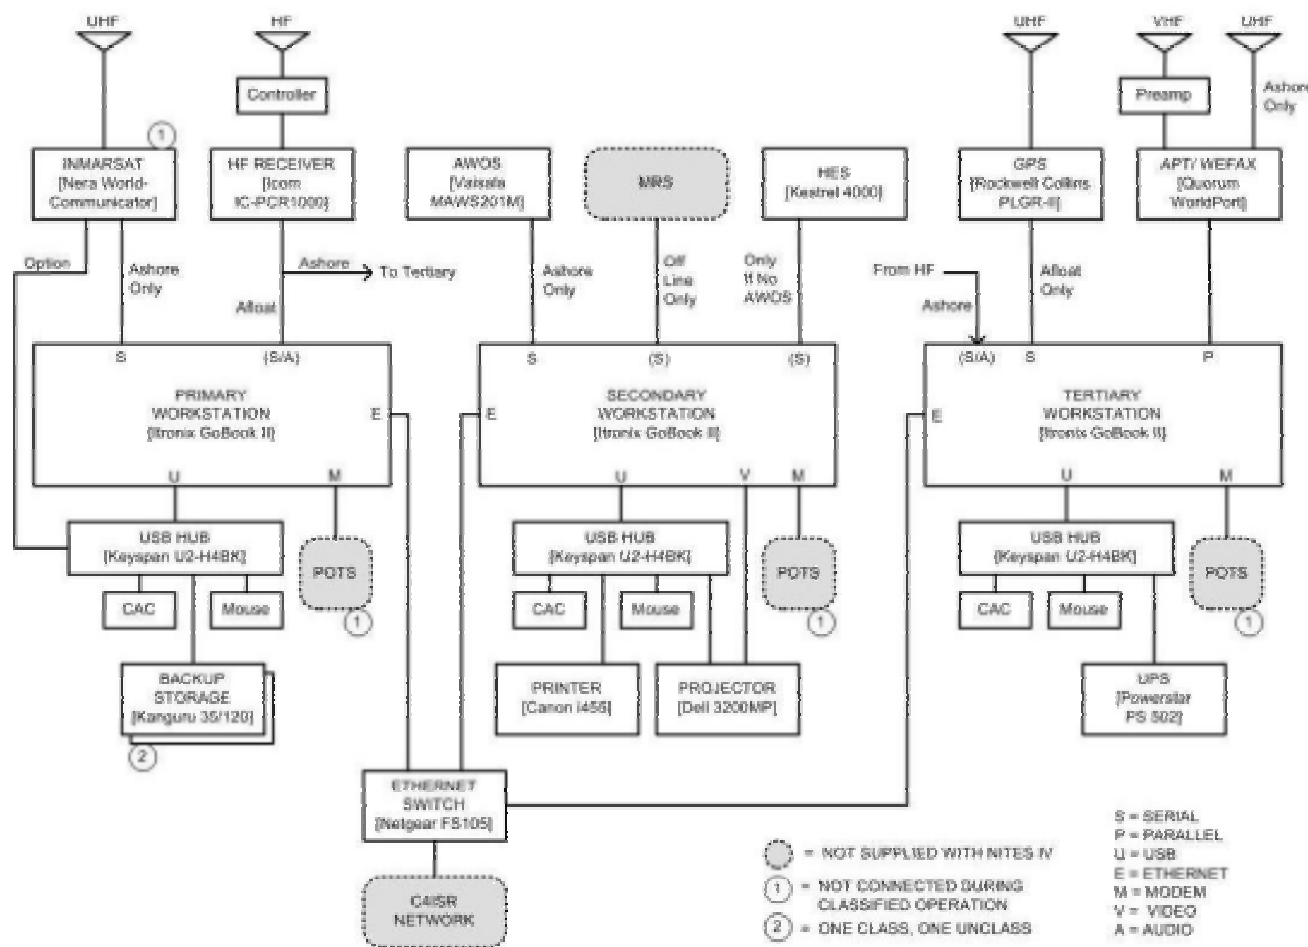 UHF
HF
UHF
VHF
UHF
Controller
Preamp
Ashore
Only
1
INMARSAT
[Nera World-
Communicator]
HF RECEIVER
[Icom
IC-PCR1000]
AWOS
[Vaisala
MAWS201M]
MRS
HES
[Kestrel 4000]
GPS
[Rockwell Collins
PLGR-II]
APT/ WEFAX
[Quorum
WorldPort]
Option
Ashore
Only
Ashore
To Tertiary
Afloat
Ashore
Only
Off
Line
Only
Only
If No
AWOS
From HF
Ashore
Afloat
Only
S
(S/A)
PRIMARY
WORKSTATION
[Itronix GoBook II]
E
U
M
S
(S)
(S)
SECONDARY
WORKSTATION
[Itronix GoBook II]
E
U
V
M
(S/A)
S
P
TERTIARY
WORKSTATION
[Itronix GoBook II]
E
U
M
USB HUB
[Keyspan U2-H4BK]
POTS
1
CAC
Mouse
BACKUP
STORAGE
[Kanguru 35/120]
2
USB HUB
[Keyspan U2-H4BK]
POTS
1
CAC
Mouse
PRINTER
[Canon i455]
PROJECTOR
[Dell 3200MP]
USB HUB
[Keyspan U2-H4BK]
POTS
1
CAC
Mouse
UPS
[Powerstar
PS 502]
ETHERNET
SWITCH
[Netgear FS105]
C4ISR
NETWORK
= NOT SUPPLIED WITH NITES IV
1 = NOT CONNECTED DURING
CLASSIFIED OPERATION
2 = ONE CLASS, ONE UNCLASS
S = SERIAL
P = PARALLEL
U = USB
E = ETHERNET
M = MODEM
V = VIDEO
A = AUDIO